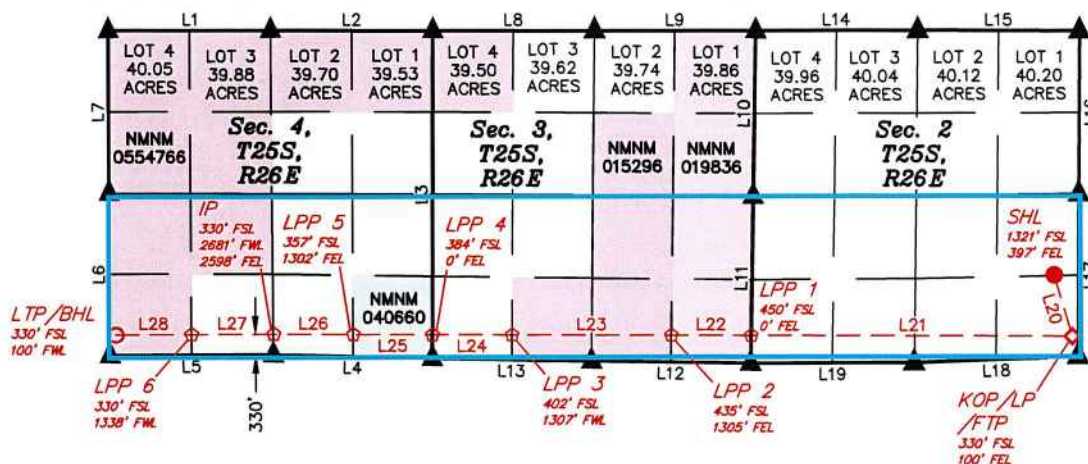 L1
L2
L8
L9
L14
L15
LOT 4
40.05
ACRES
LOT 3
39.88
ACRES
LOT 2
39.70
ACRES
LOT 1
39.53
ACRES
LOT 4
39.50
ACRES
LOT 3
39.62
ACRES
LOT 2
39.74
ACRES
LOT 1
39.86
ACRES
LOT 4
39.96
ACRES
LOT 3
40.04
ACRES
LOT 2
40.12
ACRES
LOT 1
40.20
ACRES
L7
L10
NMNM
0554766
Sec. 4,
T25S,
R26E
L3
Sec. 3,
T25S,
R26E
NMNM
015296
NMNM
019836
Sec. 2
T25S,
R26E
IP
330' FSL
2681' FWL
2598' FEL
LPP 5
357' FSL
1302' FEL
LPP 4
384' FSL
0' FEL
SHL
1321' FSL
397' FEL
L6
L11
L17
LTP/BHL
330' FSL
100' FWL
NMNM
040660
LPP 1
450' FSL
0' FEL
L20
L28
L27
L26
L25
L24
L23
L22
L21
L5
L4
L13
L12
L19
L18
LPP 6
330' FSL
1338' FWL
330'
LPP 3
402' FSL
1307' FWL
LPP 2
435' FSL
1305' FEL
KOP/LP
/FTP
330' FSL
100' FEL